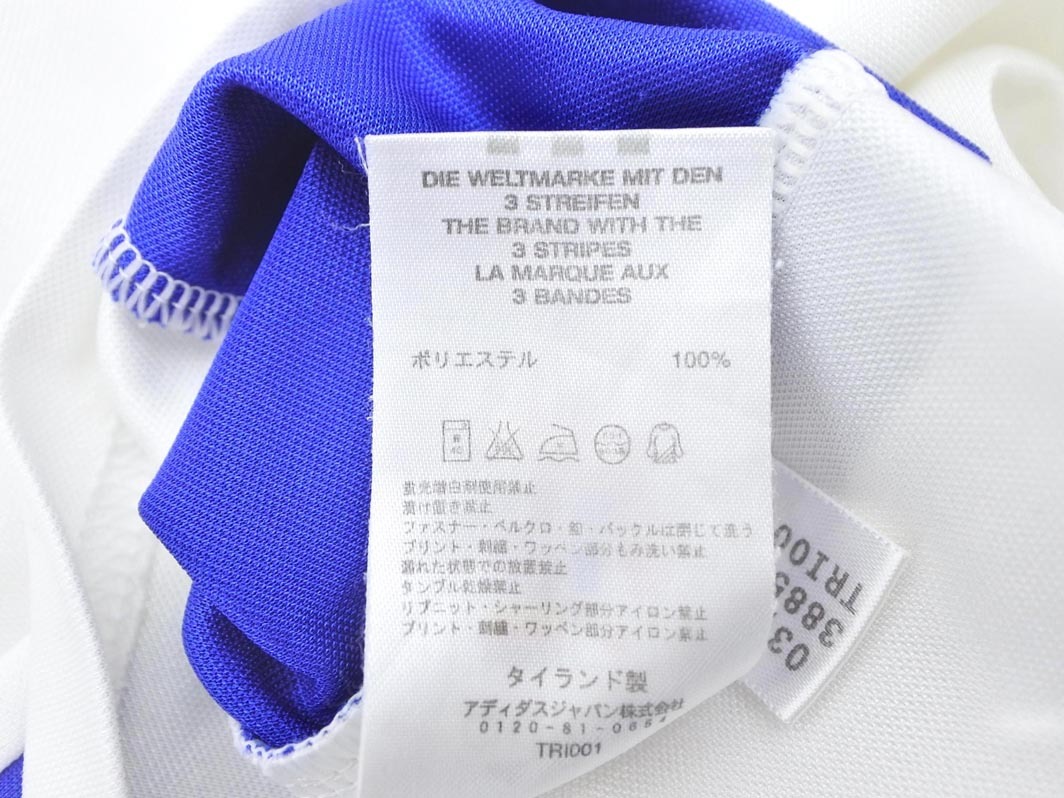 DIE WELTMARKE MIT DEN
3 STREIFEN
THE BRAND WITH THE
3 STRIPES
LA MARQUE AUX
3 BANDES
ポリエステル 100%
40
蛍光増白剤使用禁止
漬け置き禁止
ファスナー・ベルクロ・釦・バックルは閉じて洗う
プリント・刺繍・ワッペン部分もみ洗い禁止
濡れた状態での放置禁止
タンブル乾燥禁止
リブニット・シャーリング部分アイロン禁止
プリント・刺繍・ワッペン部分アイロン禁止
タイランド製
アディダスジャパン株式会社
0120-81-0654
TRI001
TRI00
3885
03